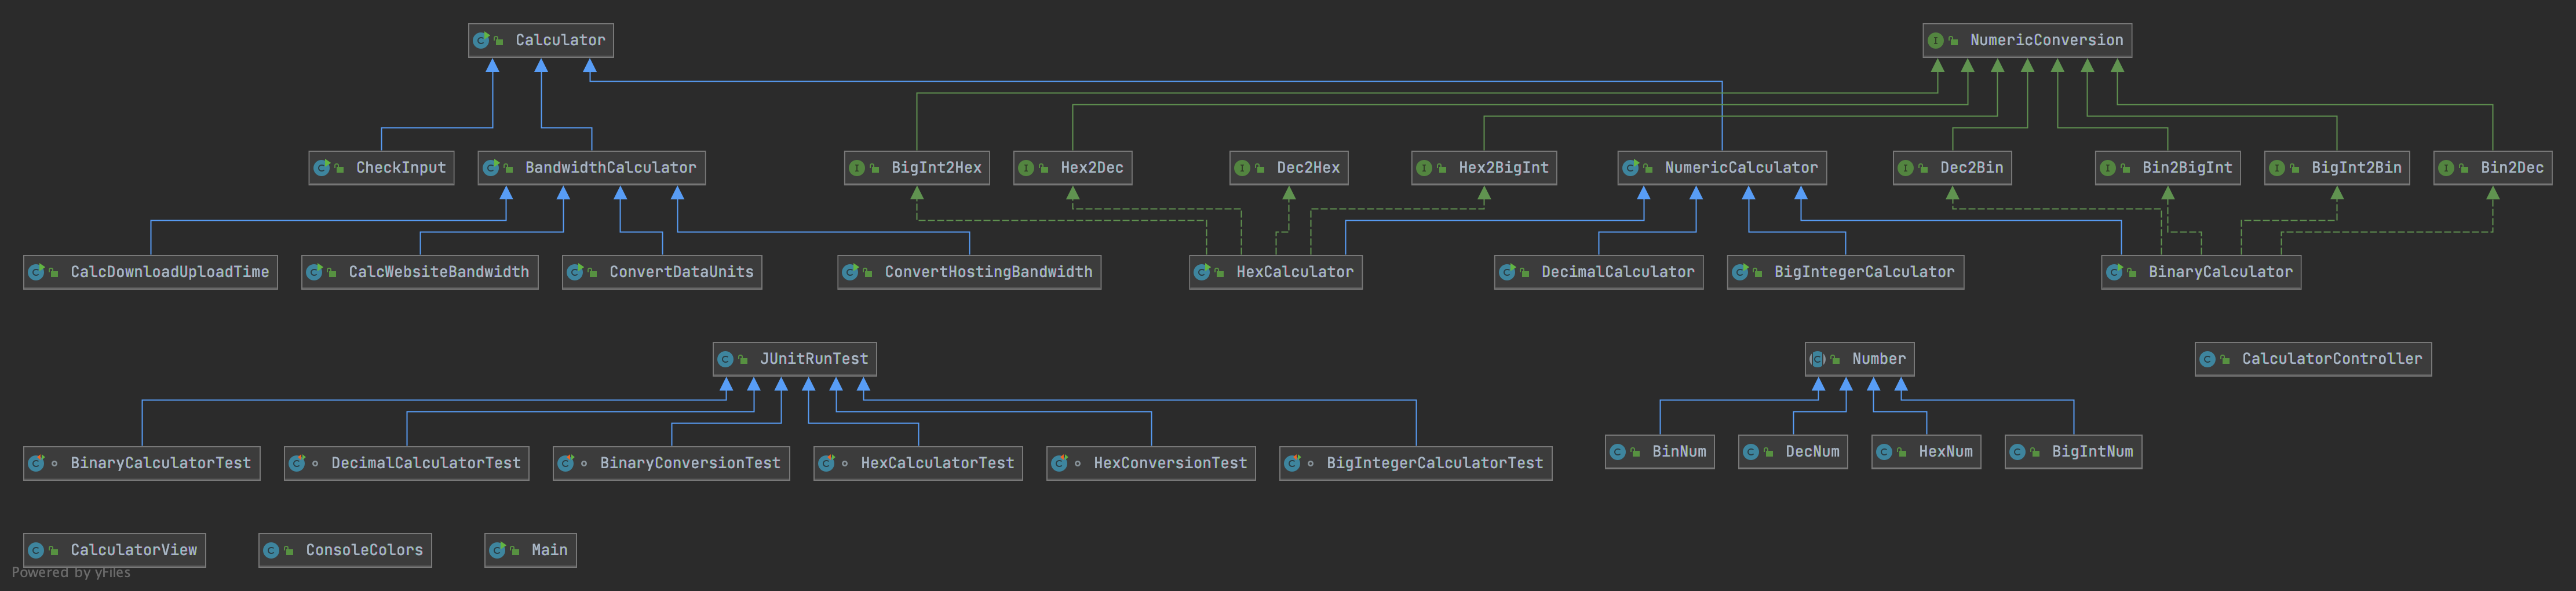 Calculator
NumericConversion
CheckInput
BandwidthCalculator
BigInt2Hex
Hex2Dec
Dec2Hex
Hex2BigInt
NumericCalculator
Dec2Bin
Bin2BigInt
BigInt2Bin
Bin2Dec
CalcDownloadUploadTime
CalcWebsiteBandwidth
ConvertDataUnits
ConvertHostingBandwidth
HexCalculator
DecimalCalculator
BigIntegerCalculator
BinaryCalculator
JUnitRunTest
Number
CalculatorController
BinNum
DecNum
HexNum
BigIntNum
BinaryCalculatorTest
DecimalCalculatorTest
BinaryConversionTest
HexCalculatorTest
HexConversionTest
BigIntegerCalculatorTest
CalculatorView
ConsoleColors
Main
Powered by yFiles